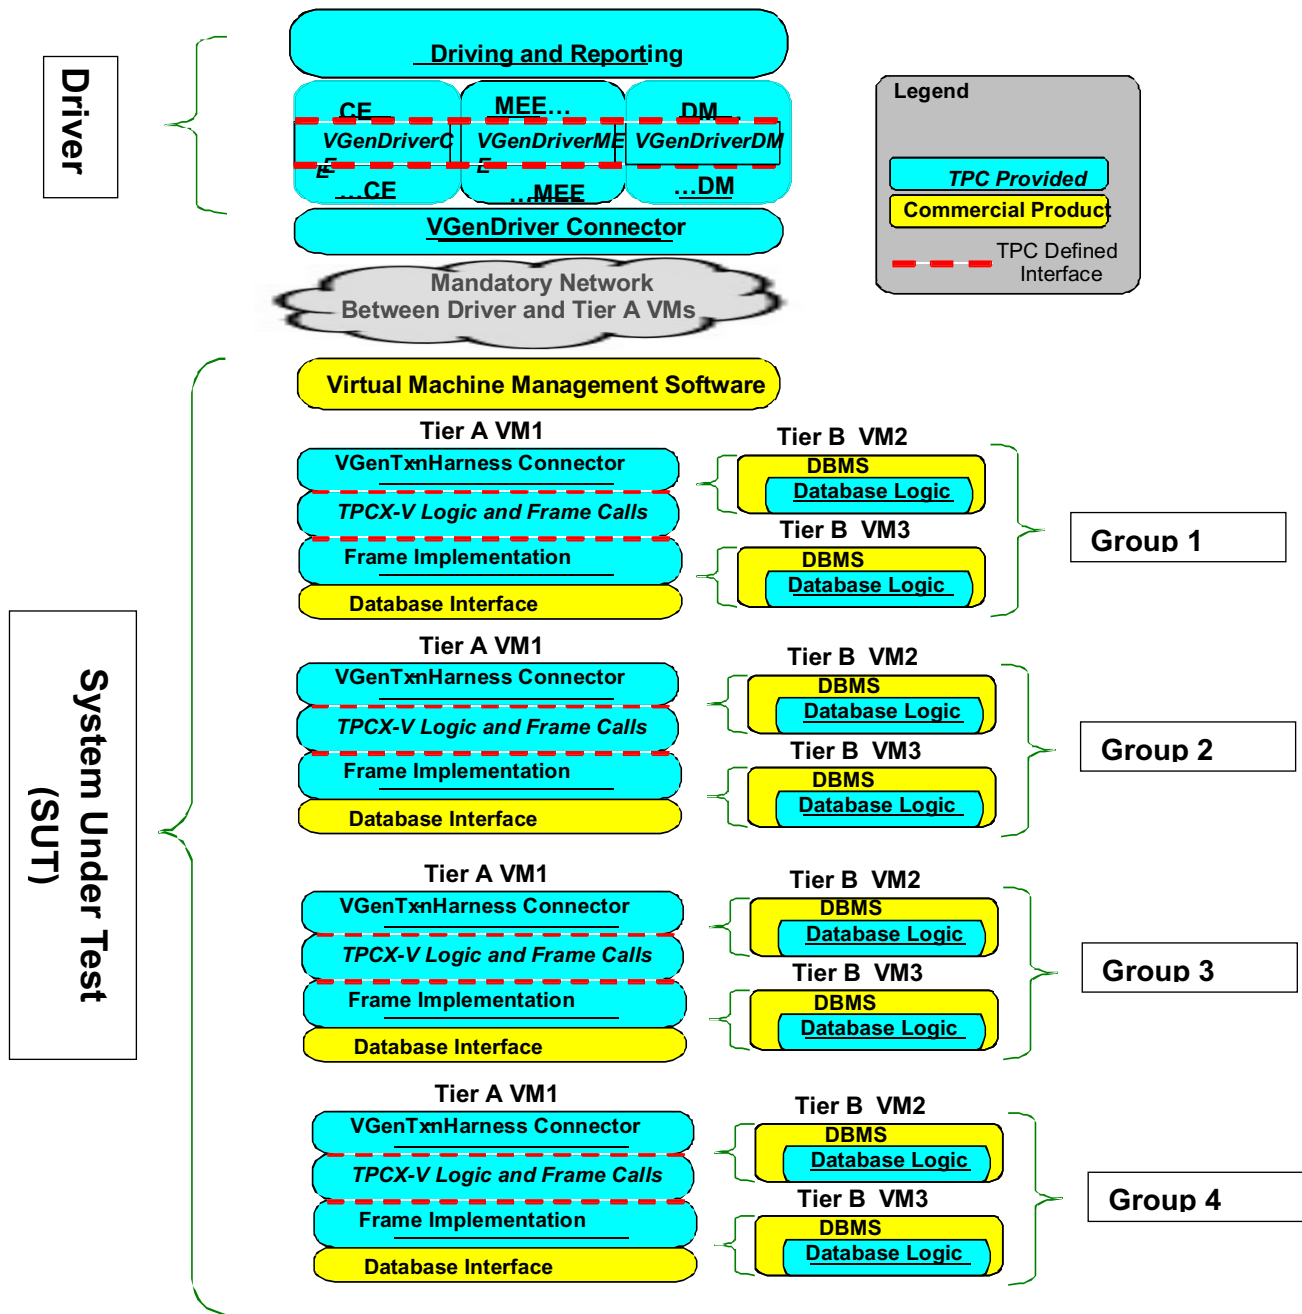 Driver
Driving and Reporting
CE...
MEE...
DM...
VGenDriverCE
E
VGenDriverMEE
VGenDriverDM
...CE
...MEE
...DM
VGenDriver Connector
Mandatory Network
Between Driver and Tier A VMs
Legend
TPC Provided
Commercial Product
TPC Defined
Interface
System Under Test
(SUT)
Virtual Machine Management Software
Tier A VM1
VGenTxnHarness Connector
TPCX-V Logic and Frame Calls
Frame Implementation
Database Interface
Tier B VM2
DBMS
Database Logic
Tier B VM3
DBMS
Database Logic
Group 1
Tier A VM1
VGenTxnHarness Connector
TPCX-V Logic and Frame Calls
Frame Implementation
Database Interface
Tier B VM2
DBMS
Database Logic
Tier B VM3
DBMS
Database Logic
Group 2
Tier A VM1
VGenTxnHarness Connector
TPCX-V Logic and Frame Calls
Frame Implementation
Database Interface
Tier B VM2
DBMS
Database Logic
Tier B VM3
DBMS
Database Logic
Group 3
Tier A VM1
VGenTxnHarness Connector
TPCX-V Logic and Frame Calls
Frame Implementation
Database Interface
Tier B VM2
DBMS
Database Logic
Tier B VM3
DBMS
Database Logic
Group 4